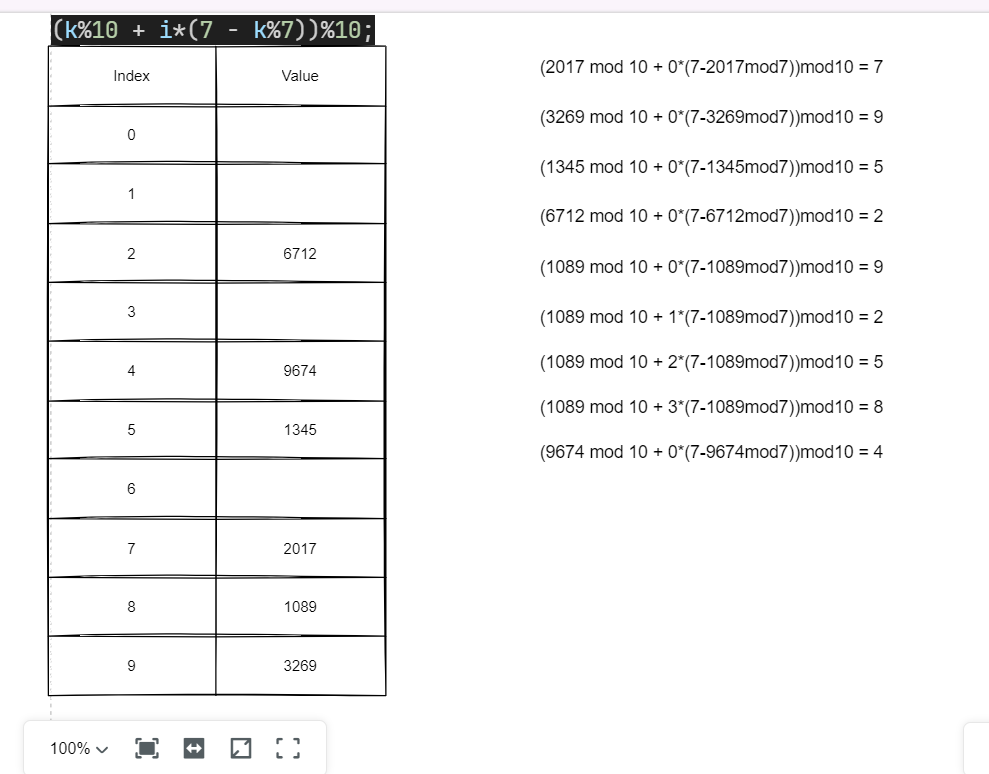 (k%10 + i*(7 - k%7))%10;
Index Value
0
1
2 6712
3
4 9674
5 1345
6
7 2017
8 1089
9 3269
(2017 mod 10 + 0*(7-2017mod7))mod10 = 7
(3269 mod 10 + 0*(7-3269mod7))mod10 = 9
(1345 mod 10 + 0*(7-1345mod7))mod10 = 5
(6712 mod 10 + 0*(7-6712mod7))mod10 = 2
(1089 mod 10 + 0*(7-1089mod7))mod10 = 9
(1089 mod 10 + 1*(7-1089mod7))mod10 = 2
(1089 mod 10 + 2*(7-1089mod7))mod10 = 5
(1089 mod 10 + 3*(7-1089mod7))mod10 = 8
(9674 mod 10 + 0*(7-9674mod7))mod10 = 4
100%